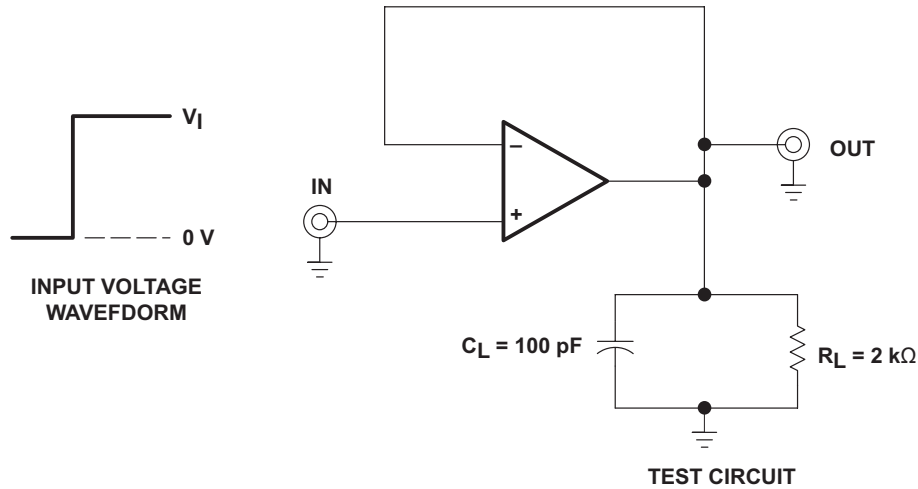 VI
0 V
INPUT VOLTAGE
WAVEFDORM
IN
−
+
OUT
CL = 100 pF
RL = 2 kΩ
TEST CIRCUIT